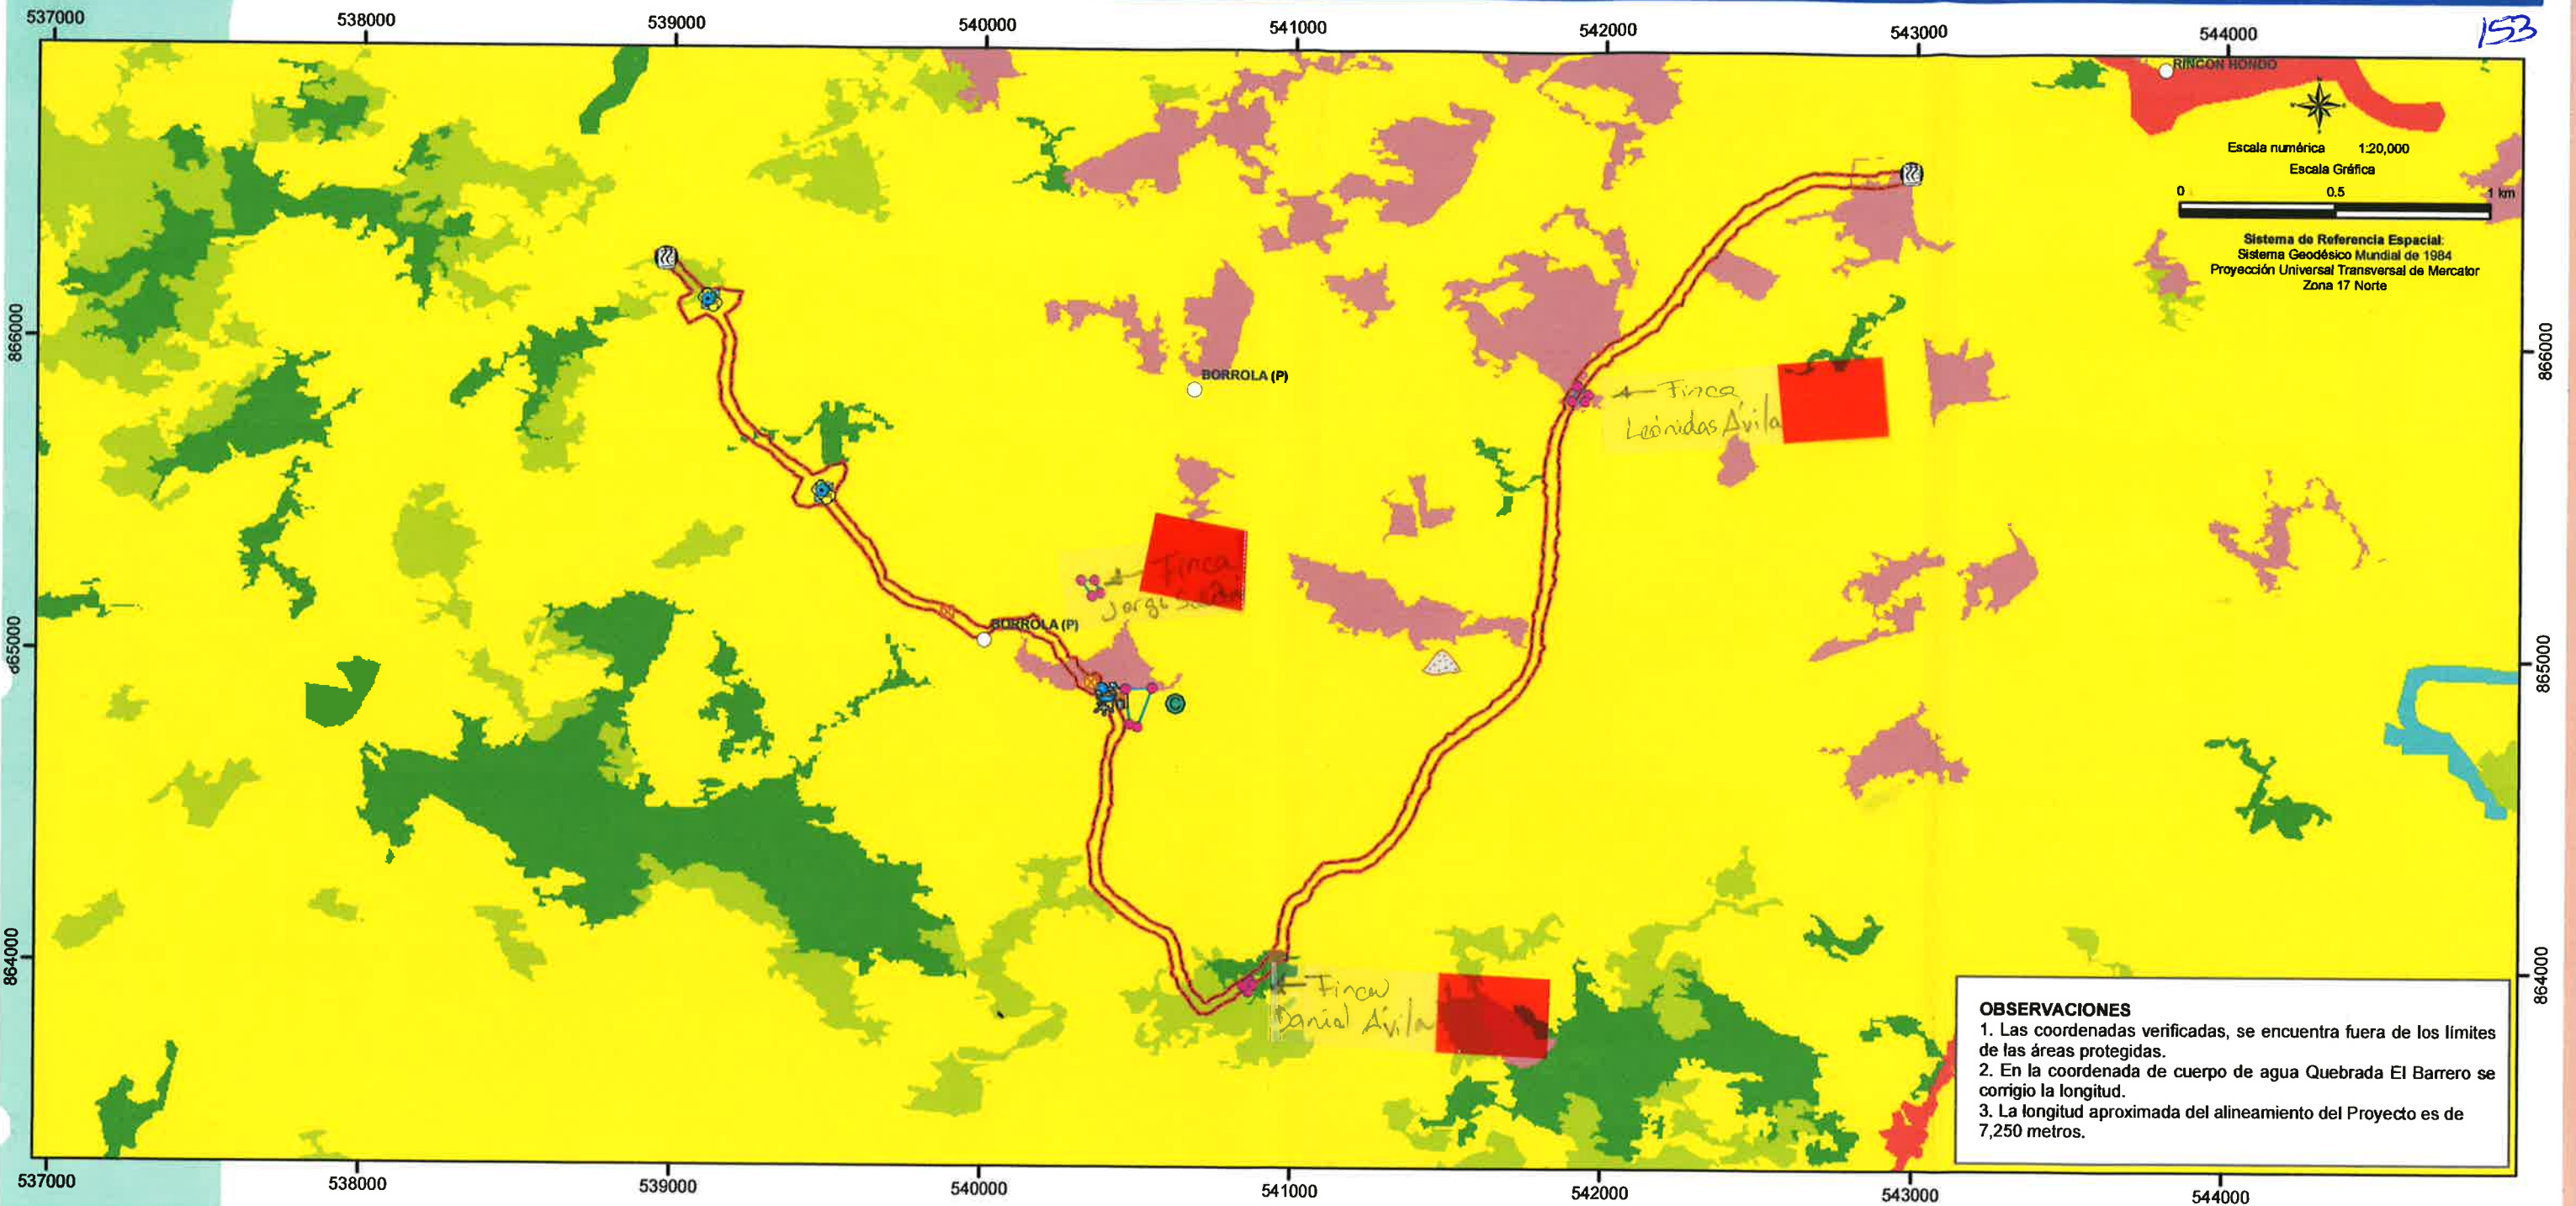 537000 538000 539000 540000 541000 542000 543000 544000
153
RINCON HONDO
Escala numérica 1:20,000
Escala Gráfica
0 0.5 1 km
Sistema de Referencia Espacial:
Sistema Geodésico Mundial de 1984
Proyección Universal Transversal de Mercator
Zona 17 Norte
866000
866000
BORROLA (P)
Finca
Leónidas Ávila
Finca
Jorge
BORROLA (P)
865000
865000
C
864000
864000
Finca
Daniel Ávila
OBSERVACIONES
1. Las coordenadas verificadas, se encuentra fuera de los límites
de las áreas protegidas.
2. En la coordenada de cuerpo de agua Quebrada El Barrero se
corrigio la longitud.
3. La longitud aproximada del alineamiento del Proyecto es de
7,250 metros.
537000 538000 539000 540000 541000 542000 543000 544000